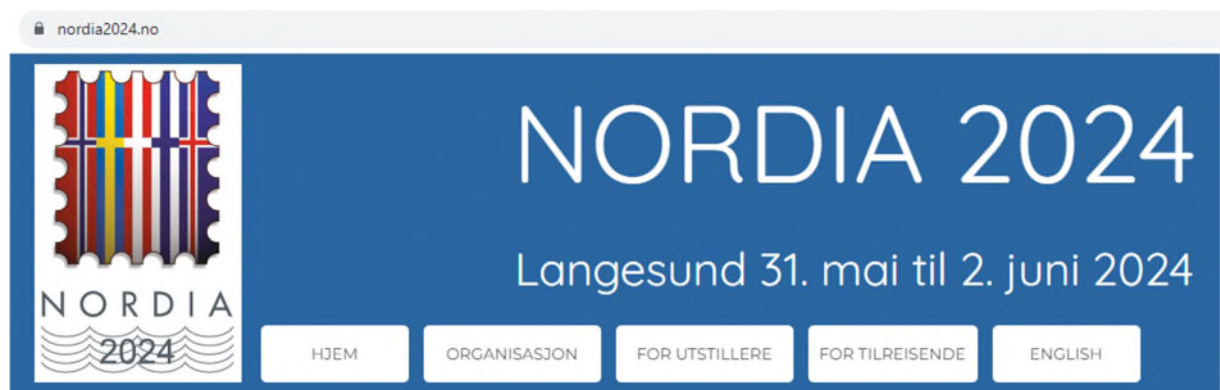 nordia2024.no
NORDIA 2024
Langesund 31. mai til 2. juni 2024
NORDIA
2024
HJEM
ORGANISASJON
FOR UTSTILLERE
FOR TILREISENDE
ENGLISH